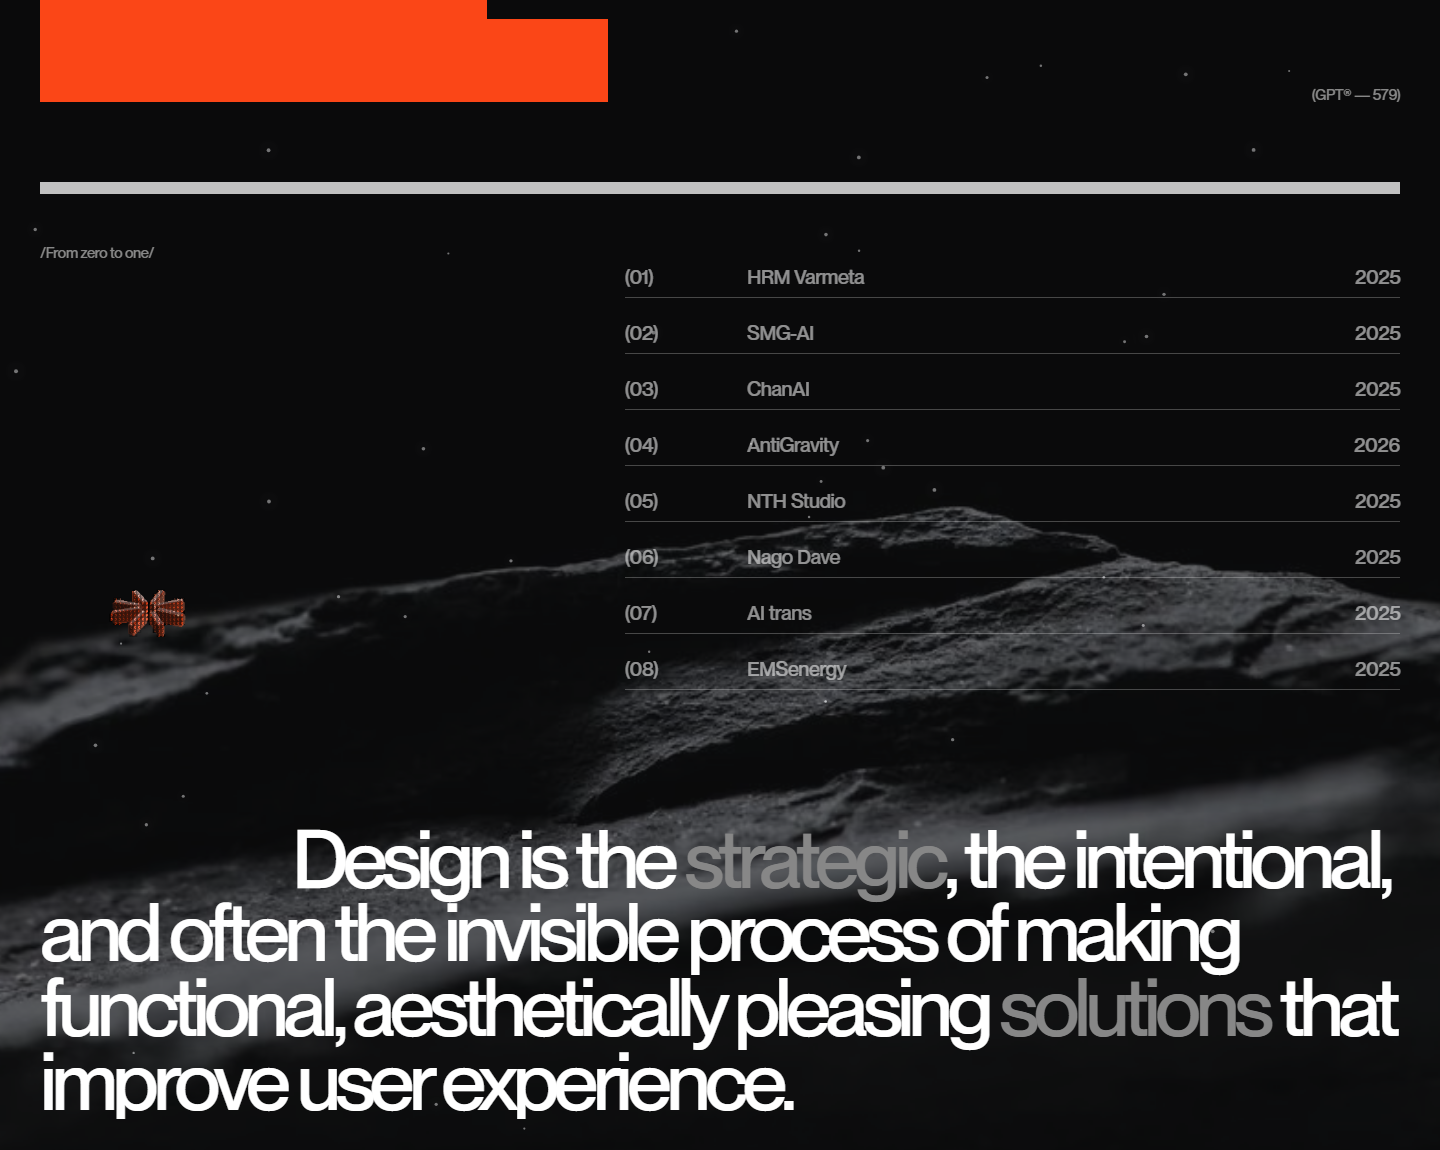 (GPT® — 579)
/From zero to one/
(01) HRM Varmeta 2025
(02) SMG-AI 2025
(03) ChanAI 2025
(04) AntiGravity 2026
(05) NTH Studio 2025
(06) Nago Dave 2025
(07) AI trans 2025
(08) EMSenergy 2025
Design is the strategic, the intentional,
and often the invisible process of making
functional, aesthetically pleasing solutions that
improve user experience.